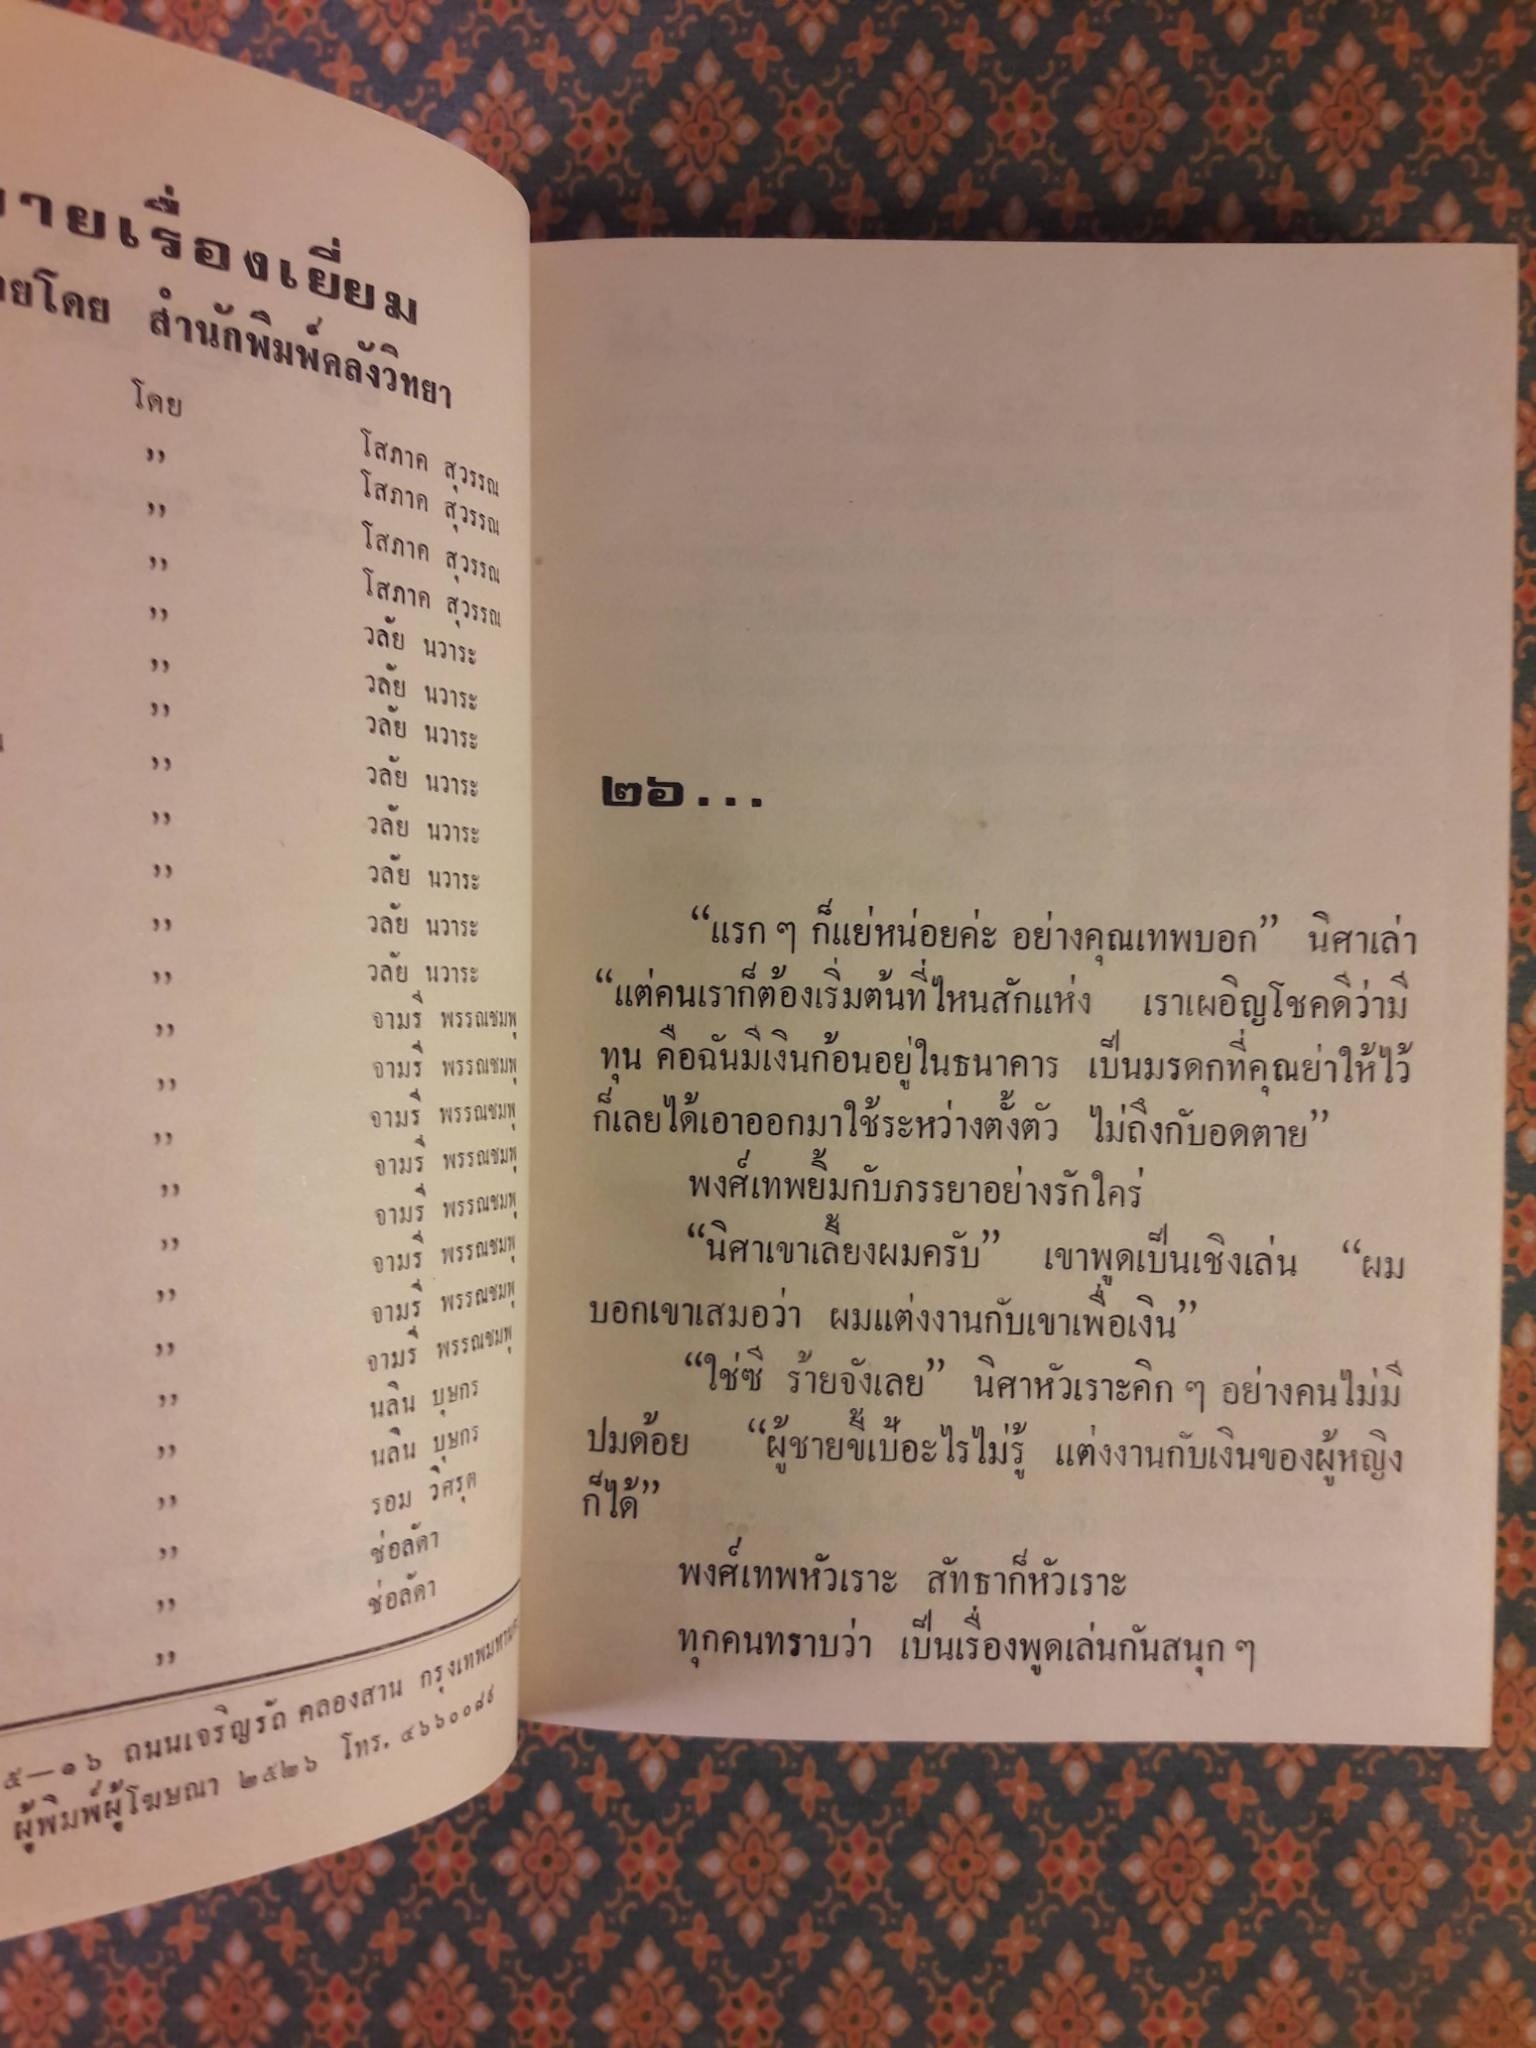 ายเรื่องเยี่ยม
ยโดย สำนักพิมพ์คลังวิทยา
โดย โสภาค สุวรรณ
” โสภาค สุวรรณ
” โสภาค สุวรรณ
” โสภาค สุวรรณ
” วลัย นวาระ
” วลัย นวาระ
” วลัย นวาระ
” วลัย นวาระ
” วลัย นวาระ
” วลัย นวาระ
” วลัย นวาระ
” วลัย นวาระ
” จามรี พรรณชมพู
” จามรี พรรณชมพู
” จามรี พรรณชมพู
” จามรี พรรณชมพู
” จามรี พรรณชมพู
” จามรี พรรณชมพู
” จามรี พรรณชมพู
” จามรี พรรณชมพู
” นลิน บุษกร
” นลิน บุษกร
” รอม วิศรุต
” ช่อลัดา
” ช่อลัดา
๕—๑๖ ถนนเจริญรัถ คลองสาน กรุงเทพมหานคร
ผู้พิมพ์ผู้โฆษณา ๒๕๒๖ โทร. ๔๖๖๐๐๘๕
๒๖...
“แรก ๆ ก็แย่หน่อยค่ะ อย่างคุณเทพบอก” นิศาเล่า
“แต่คนเราก็ต้องเริ่มต้นที่ไหนสักแห่ง เราเผอิญโชคดีว่ามี
ทุน คือฉันมีเงินก้อนอยู่ในธนาคาร เป็นมรดกที่คุณย่าให้ไว้
ก็เลยได้เอาออกมาใช้ระหว่างตั้งตัว ไม่ถึงกับอดตาย”
พงศ์เทพยิ้มกับภรรยาอย่างรักใคร่
“นิศาเขาเลี้ยงผมครับ” เขาพูดเป็นเชิงเล่น “ผม
บอกเขาเสมอว่า ผมแต่งงานกับเขาเพื่อเงิน”
“ใช่ซี ร้ายจังเลย” นิศาหัวเราะคิก ๆ อย่างคนไม่มี
ปมด้อย “ผู้ชายขี้เป้อะไรไม่รู้ แต่งงานกับเงินของผู้หญิง
ก็ได้”
พงศ์เทพหัวเราะ สัทธาก็หัวเราะ
ทุกคนทราบว่า เป็นเรื่องพูดเล่นกันสนุก ๆ